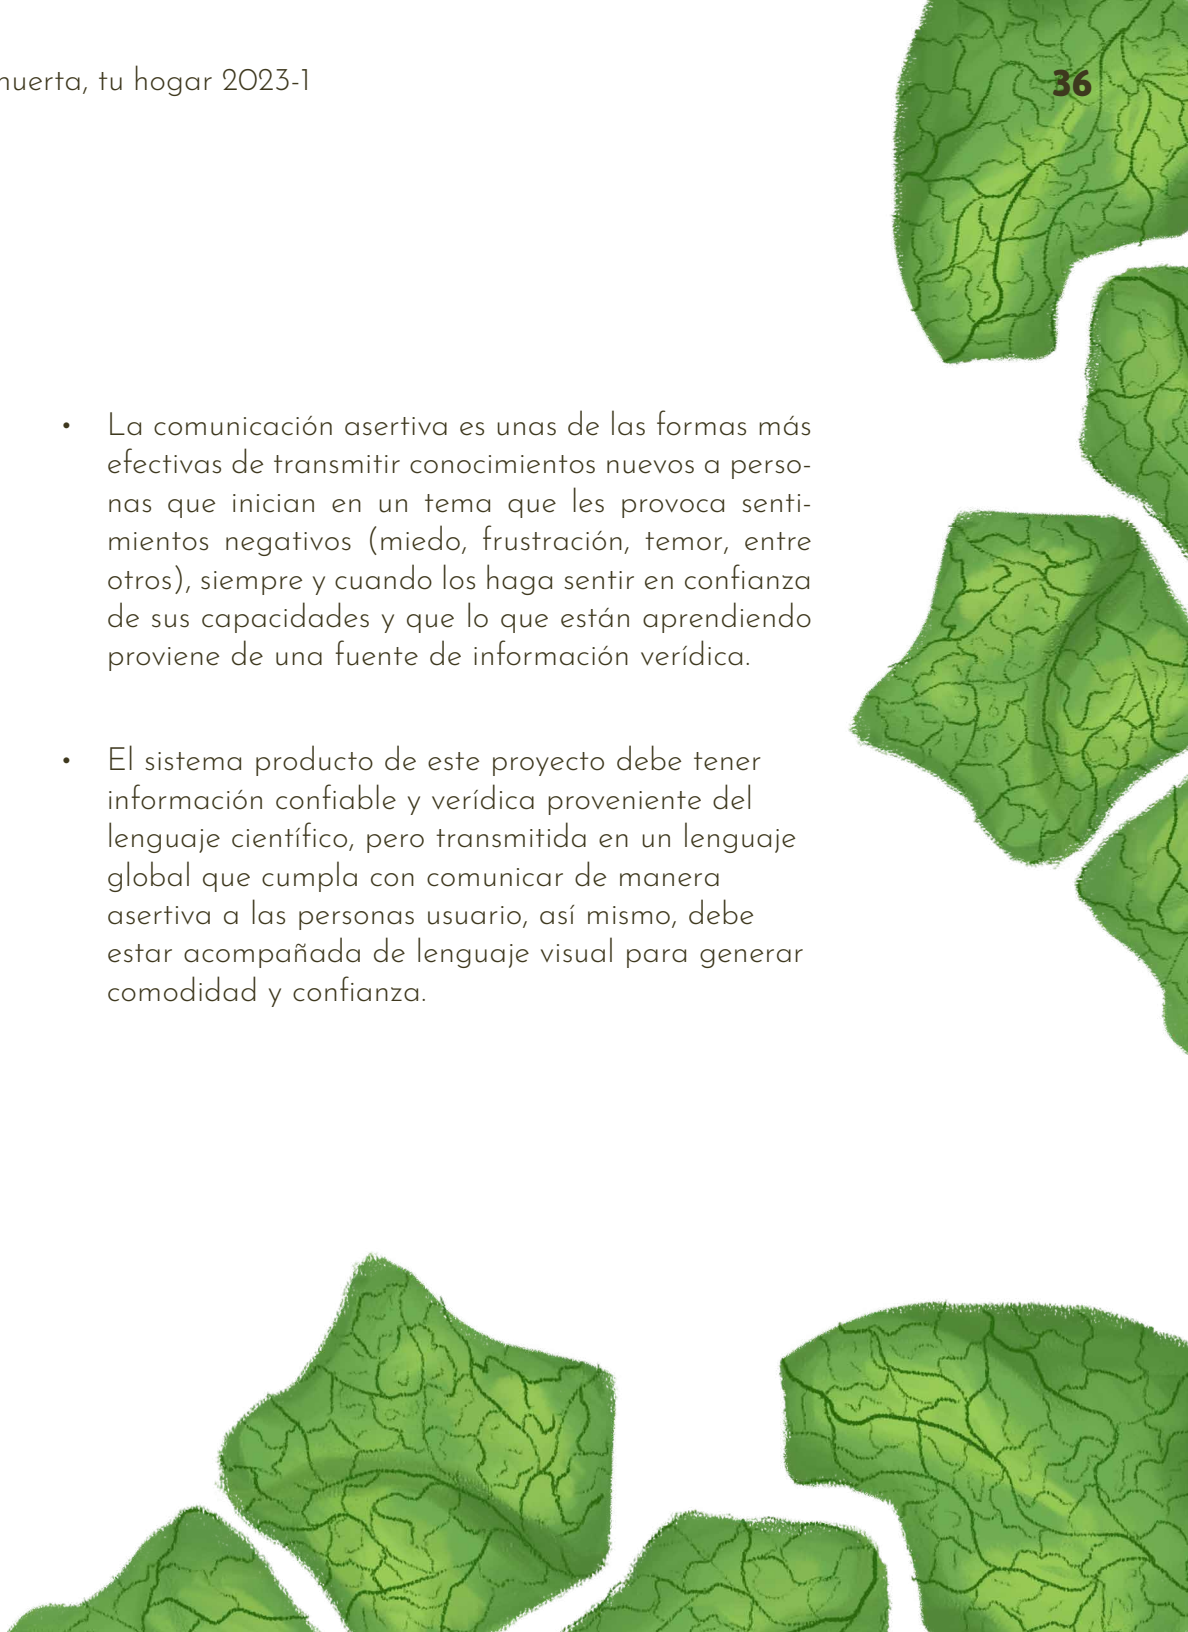 huerta, tu hogar 2023-1
36
• La comunicación asertiva es unas de las formas más
efectivas de transmitir conocimientos nuevos a perso-
nas que inician en un tema que les provoca senti-
mientos negativos (miedo, frustración, temor, entre
otros), siempre y cuando los haga sentir en confianza
de sus capacidades y que lo que están aprendiendo
proviene de una fuente de información verídica.
• El sistema producto de este proyecto debe tener
información confiable y verídica proveniente del
lenguaje científico, pero transmitida en un lenguaje
global que cumpla con comunicar de manera
asertiva a las personas usuario, así mismo, debe
estar acompañada de lenguaje visual para generar
comodidad y confianza.